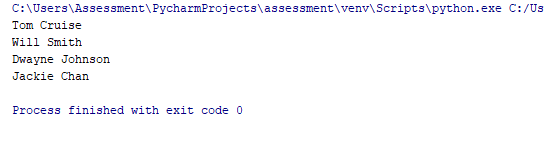 C:\Users\Assessment\PycharmProjects\assessment\venv\Scripts\python.exe C:/Us
Tom Cruise
Will Smith
Dwayne Johnson
Jackie Chan
Process finished with exit code 0